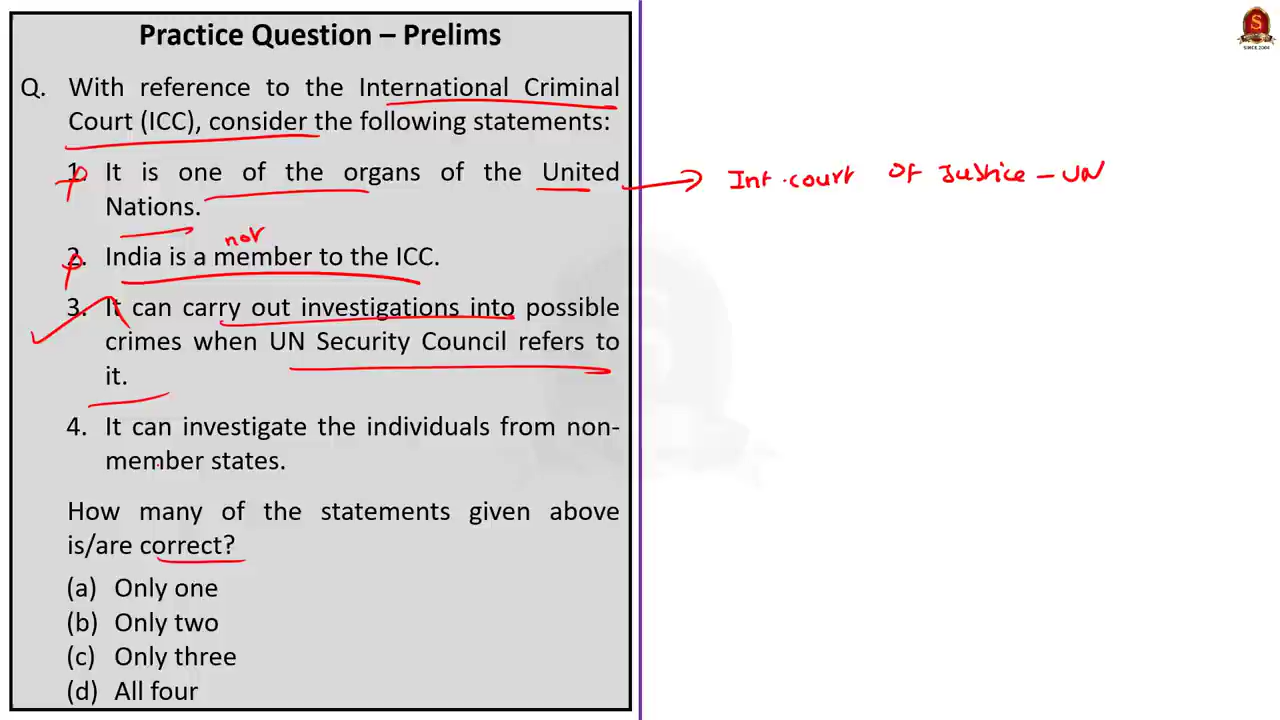 Practice Question – Prelims
Q. With reference to the International Criminal
Court (ICC), consider the following statements:
1. It is one of the organs of the United
Nations.
Int. court of Justice – UN
not
2. India is a member to the ICC.
3. It can carry out investigations into possible
crimes when UN Security Council refers to
it.
4. It can investigate the individuals from non-
member states.
How many of the statements given above
is/are correct?
(a) Only one
(b) Only two
(c) Only three
(d) All four
S
SINCE 2004